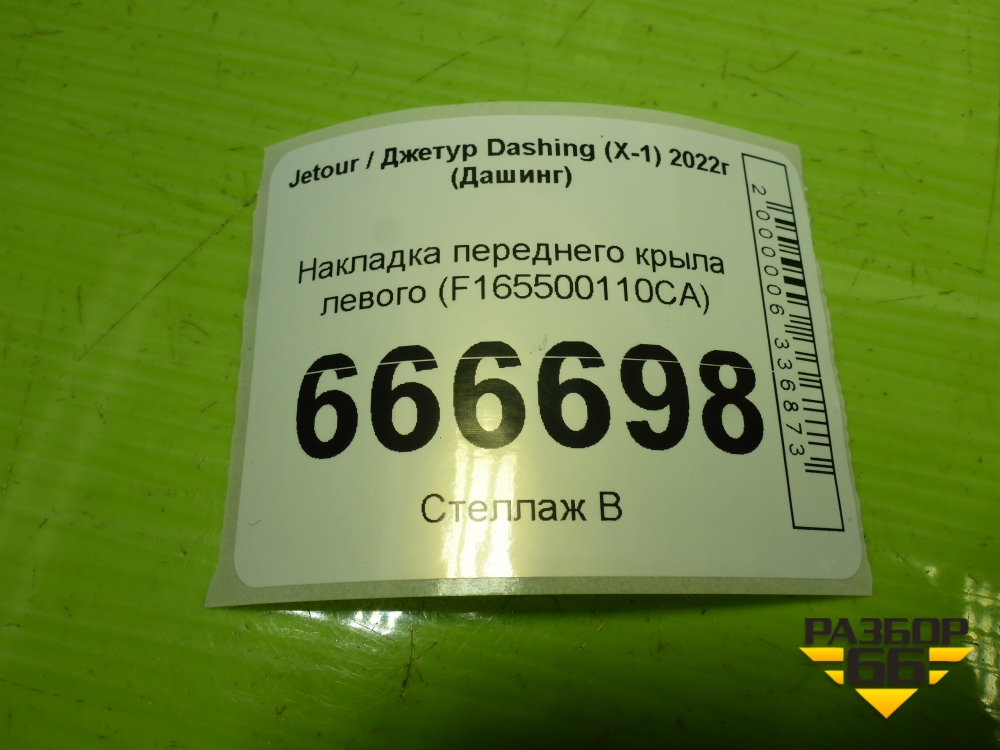 Jetour / Джетур Dashing (X-1) 2022г
(Дашинг)
Накладка переднего крыла
левого (F165500110CA)
666698
Стеллаж B
2000006336873
РАЗБОР
66